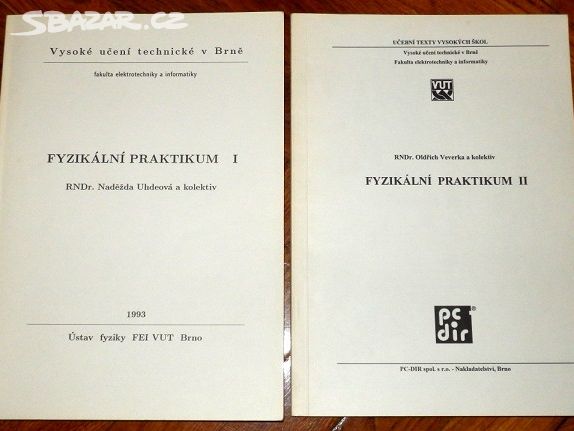 SBAZAR.CZ
Vysoké učení technické v Brně
fakulta elektrotechniky a informatiky
FYZIKÁLNÍ PRAKTIKUM I
RNDr. Naděžda Uhdeová a kolektiv
1993
Ústav fyziky FEI VUT Brno
UČEBNÍ TEXTY VYSOKÝCH ŠKOL
Vysoké učení technické v Brně
Fakulta elektrotechniky a informatiky
VUT
RNDr. Oldřich Veverka a kolektiv
FYZIKÁLNÍ PRAKTIKUM II
pc
dir
®
PC-DIR spol. s r.o. - Nakladatelství, Brno